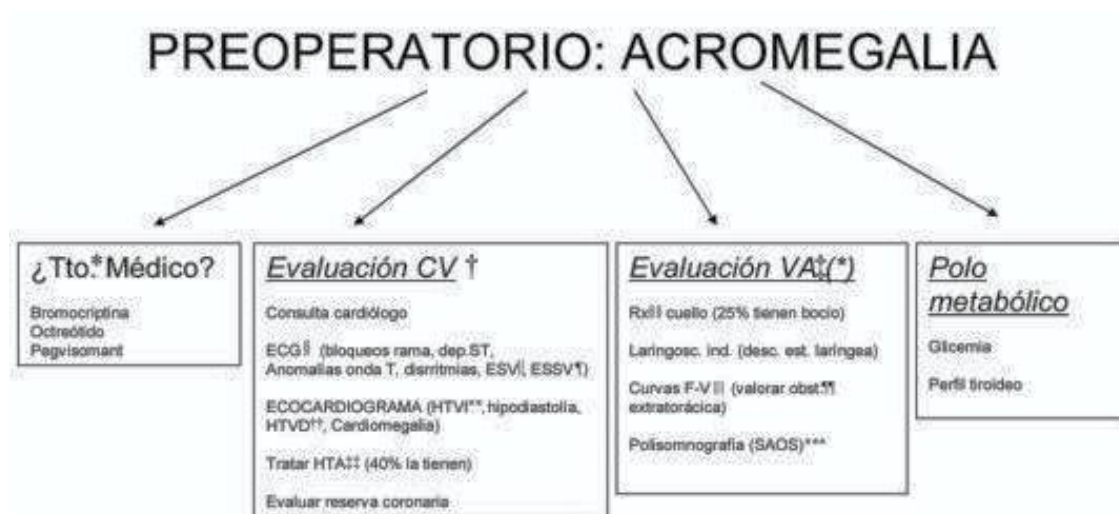 PREOPERATORIO: ACROMEGALIA
¿Tto.* Médico?
Bromocriptina
Octreótido
Pegvisomant
Evaluación CV †
Consulta cardiólogo
ECG§ (bloqueos rama, dep.ST,
Anomalías onda T, disrritmias, ESV||, ESSV¶)
ECOCARDIOGRAMA (HTVI**, hipodiastolia,
HTVD††, Cardiomegalia)
Tratar HTA‡‡ (40% la tienen)
Evaluar reserva coronaria
Evaluación VA‡(*)
Rx§§ cuello (25% tienen bocio)
Laringosc. ind. (desc. est. laríngea)
Curvas F-V|||| (valorar obst.¶¶
extratorácica)
Polisomnografía (SAOS)***
Polo
metabólico
Glicemia
Perfil tiroideo